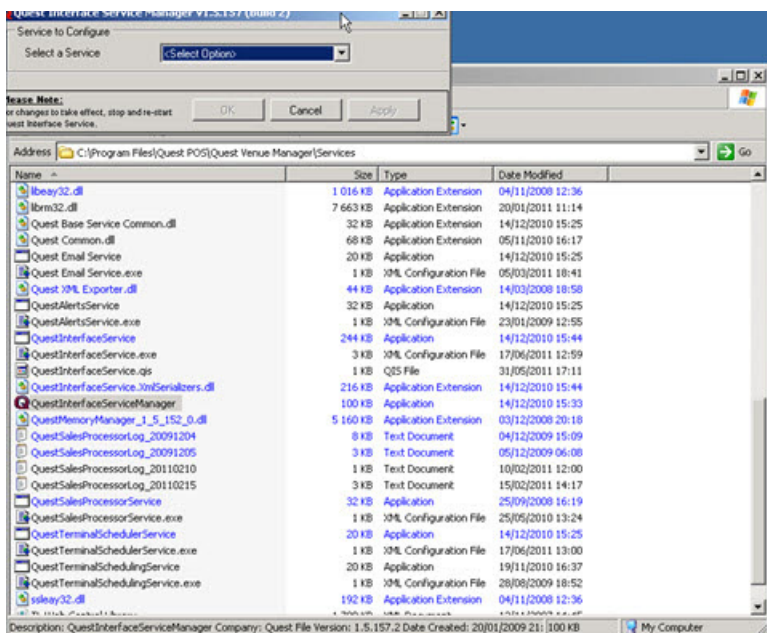 Quest Interface Service Manager v1.5.157 (Build 2)
Service to Configure
Select a Service <Select Option>
lease Note:
or changes to take effect, stop and re-start
uest Interface Service.
OK Cancel Apply
Address C:\Program Files\Quest POS\Quest Venue Manager\Services Go
Name Size Type Date Modified
libeay32.dll 1 016 KB Application Extension 04/11/2008 12:36
librm32.dll 7 663 KB Application Extension 20/01/2011 11:14
Quest Base Service Common.dll 32 KB Application Extension 14/12/2010 15:25
Quest Common.dll 68 KB Application Extension 05/11/2010 16:17
Quest Email Service 20 KB Application 14/12/2010 15:25
Quest Email Service.exe 1 KB XML Configuration File 05/03/2011 18:41
Quest XML Exporter.dll 44 KB Application Extension 14/03/2008 18:58
QuestAlertsService 32 KB Application 14/12/2010 15:25
QuestAlertsService.exe 1 KB XML Configuration File 23/01/2009 12:55
QuestInterfaceService 244 KB Application 14/12/2010 15:44
QuestInterfaceService.exe 3 KB XML Configuration File 17/06/2011 12:59
QuestInterfaceService.qis 1 KB QIS File 31/05/2011 17:11
QuestInterfaceService.XmlSerializers.dll 216 KB Application Extension 14/12/2010 15:44
QuestInterfaceServiceManager 100 KB Application 14/12/2010 15:33
QuestMemoryManager_1_5_152_0.dll 5 160 KB Application Extension 03/12/2008 20:18
QuestSalesProcessorLog_20091204 8 KB Text Document 04/12/2009 15:09
QuestSalesProcessorLog_20091205 3 KB Text Document 05/12/2009 06:08
QuestSalesProcessorLog_20110210 1 KB Text Document 10/02/2011 12:00
QuestSalesProcessorLog_20110215 3 KB Text Document 15/02/2011 14:17
QuestSalesProcessorService 32 KB Application 25/09/2008 16:19
QuestSalesProcessorService.exe 1 KB XML Configuration File 25/05/2010 13:24
QuestTerminalSchedulerService 20 KB Application 14/12/2010 15:25
QuestTerminalSchedulerService.exe 1 KB XML Configuration File 17/06/2011 13:00
QuestTerminalSchedulingService 20 KB Application 19/11/2010 16:37
QuestTerminalSchedulingService.exe 1 KB XML Configuration File 28/08/2009 18:52
ssleay32.dll 192 KB Application Extension 04/11/2008 12:36
Description: QuestInterfaceServiceManager Company: Quest File Version: 1.5.157.2 Date Created: 20/01/2009 21: 100 KB My Computer